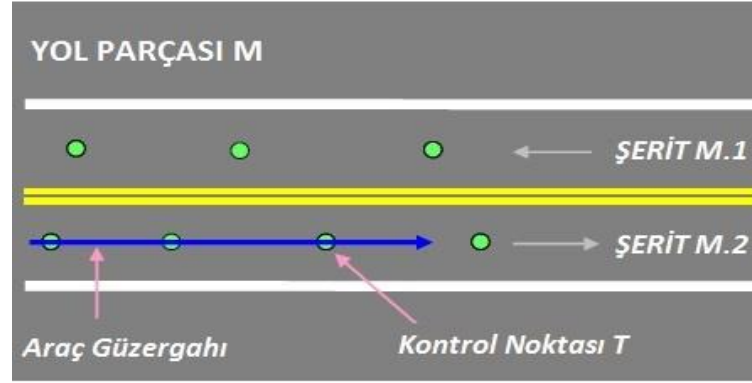 YOL PARÇASI M
ŞERİT M.1
ŞERİT M.2
Araç Güzergahı
Kontrol Noktası T